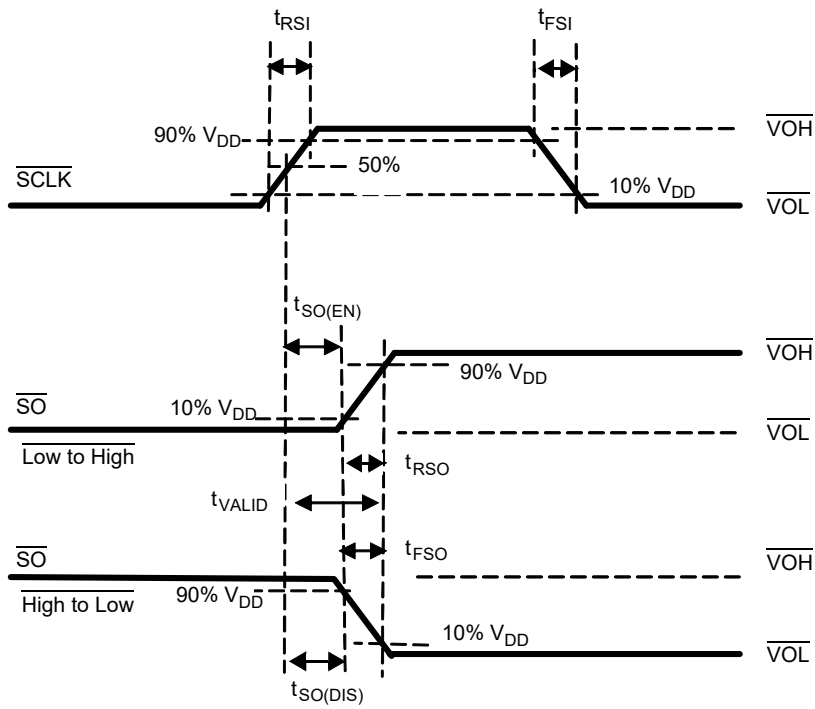 tRSI
tFSI
90% VDD
VOH
SCLK
50%
10% VDD
VOL
tSO(EN)
VOH
90% VDD
SO
10% VDD
VOL
Low to High
tRSO
tVALID
SO
tFSO
VOH
90% VDD
High to Low
10% VDD
VOL
tSO(DIS)